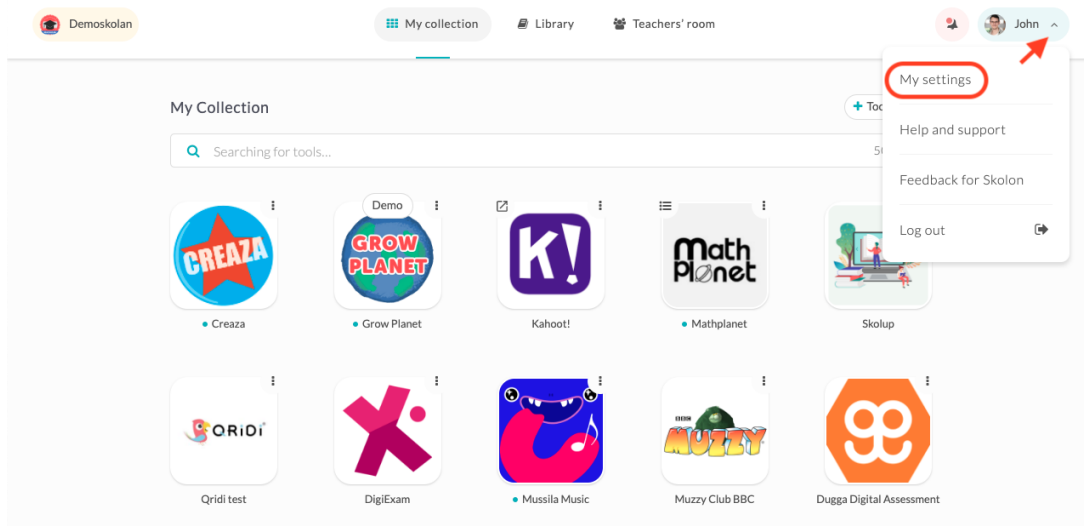 Demoskolan
My collection
Library
Teachers' room
John
My settings
Help and support
Feedback for Skolon
Log out
My Collection
+
Searching for tools...
Demo
CREAZA
GROW
PLANET
K!
Math
Planet
Creaza
Grow Planet
Kahoot!
Mathplanet
Skolup
QRIDI
BBC
MUZZY
Qridi test
DigiExam
Mussila Music
Muzzy Club BBC
Dugga Digital Assessment